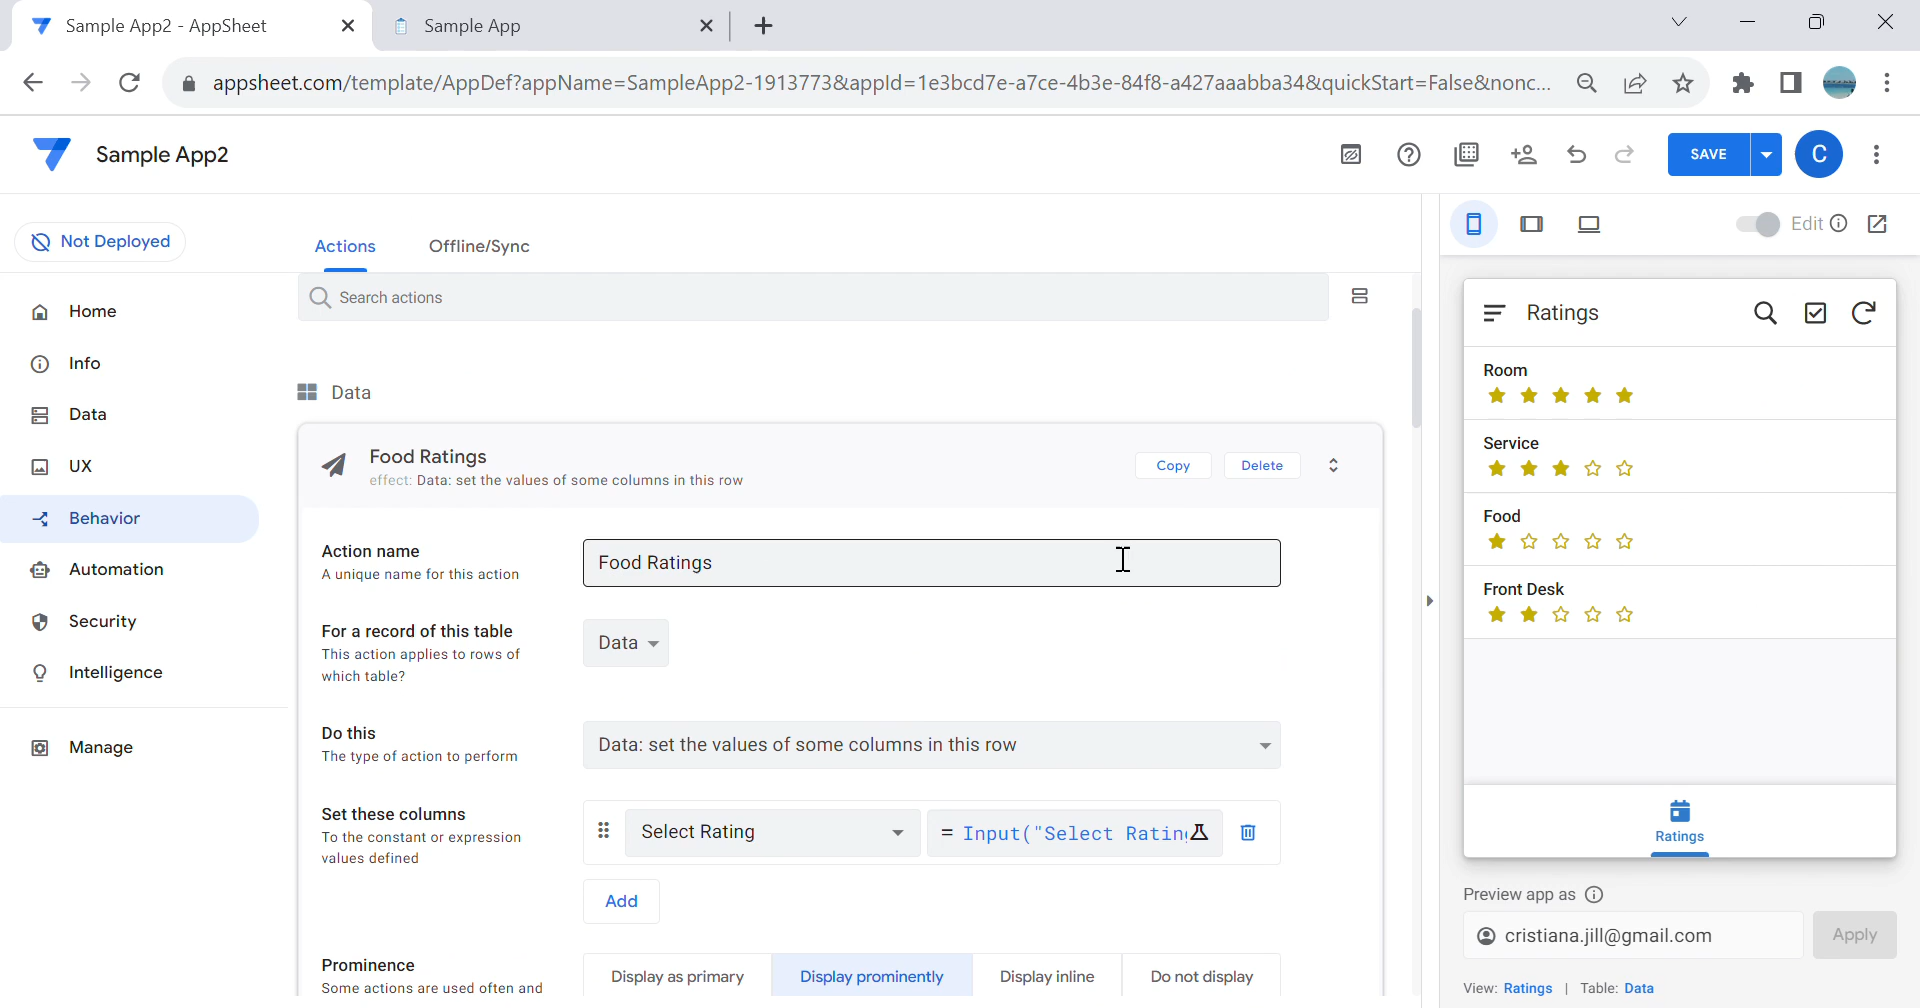 Sample App2 - AppSheet
Sample App
appsheet.com/template/AppDef?appName=SampleApp2-1913773&appId=1e3bcd7e-a7ce-4b3e-84f8-a427aaabba34&quickStart=False&nonc...
Sample App2
SAVE
C
Not Deployed
Actions
Offline/Sync
Edit
Home
Info
Data
UX
Behavior
Automation
Security
Intelligence
Manage
Search actions
Data
Food Ratings
effect: Data: set the values of some columns in this row
Copy
Delete
Action name
A unique name for this action
Food Ratings
For a record of this table
This action applies to rows of
which table?
Data
Do this
The type of action to perform
Data: set the values of some columns in this row
Set these columns
To the constant or expression
values defined
Select Rating
= Input("Select Ratin
Add
Prominence
Some actions are used often and
Display as primary
Display prominently
Display inline
Do not display
Ratings
Room
Service
Food
Front Desk
Ratings
Preview app as
cristiana.jill@gmail.com
Apply
View: Ratings | Table: Data